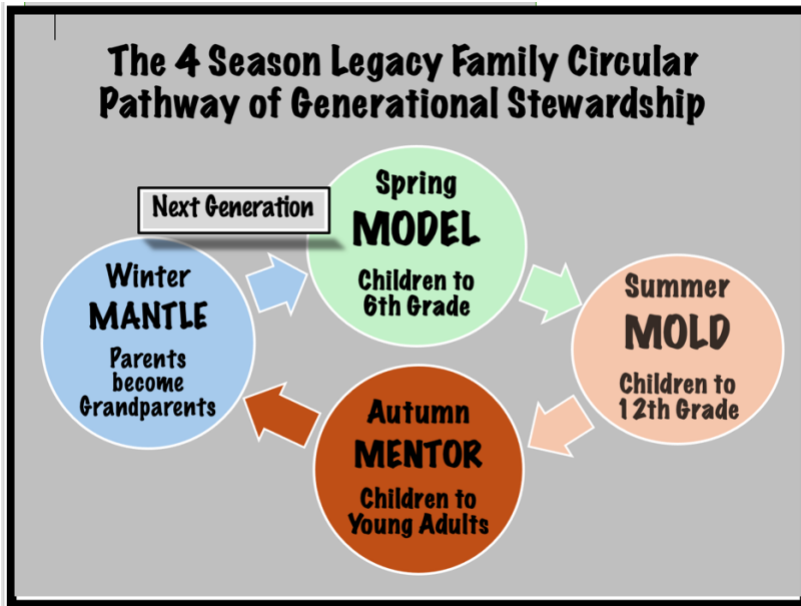 The 4 Season Legacy Family Circular
Pathway of Generational Stewardship
Next Generation
Spring
MODEL
Children to
6th Grade
Summer
MOLD
Children to
12th Grade
Autumn
MENTOR
Children to
Young Adults
Winter
MANTLE
Parents
become
Grandparents